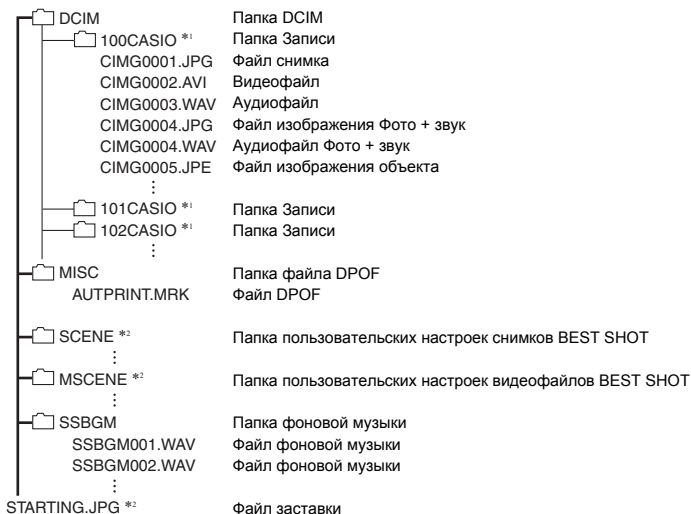 DCIM Папка DCIM
100CASIO *1 Папка Записи
CIMG0001.JPG Файл снимка
CIMG0002.AVI Видеофайл
CIMG0003.WAV Аудиофайл
CIMG0004.JPG Файл изображения Фото + звук
CIMG0004.WAV Аудиофайл Фото + звук
CIMG0005.JPE Файл изображения объекта
101CASIO *1 Папка Записи
102CASIO *1 Папка Записи
MISC Папка файла DPOF
AUTPRINT.MRK Файл DPOF
SCENE *2 Папка пользовательских настроек снимков BEST SHOT
MSCENE *2 Папка пользовательских настроек видеофайлов BEST SHOT
SSBGM Папка фоновой музыки
SSBGM001.WAV Файл фоновой музыки
SSBGM002.WAV Файл фоновой музыки
STARTING.JPG *2 Файл заставки